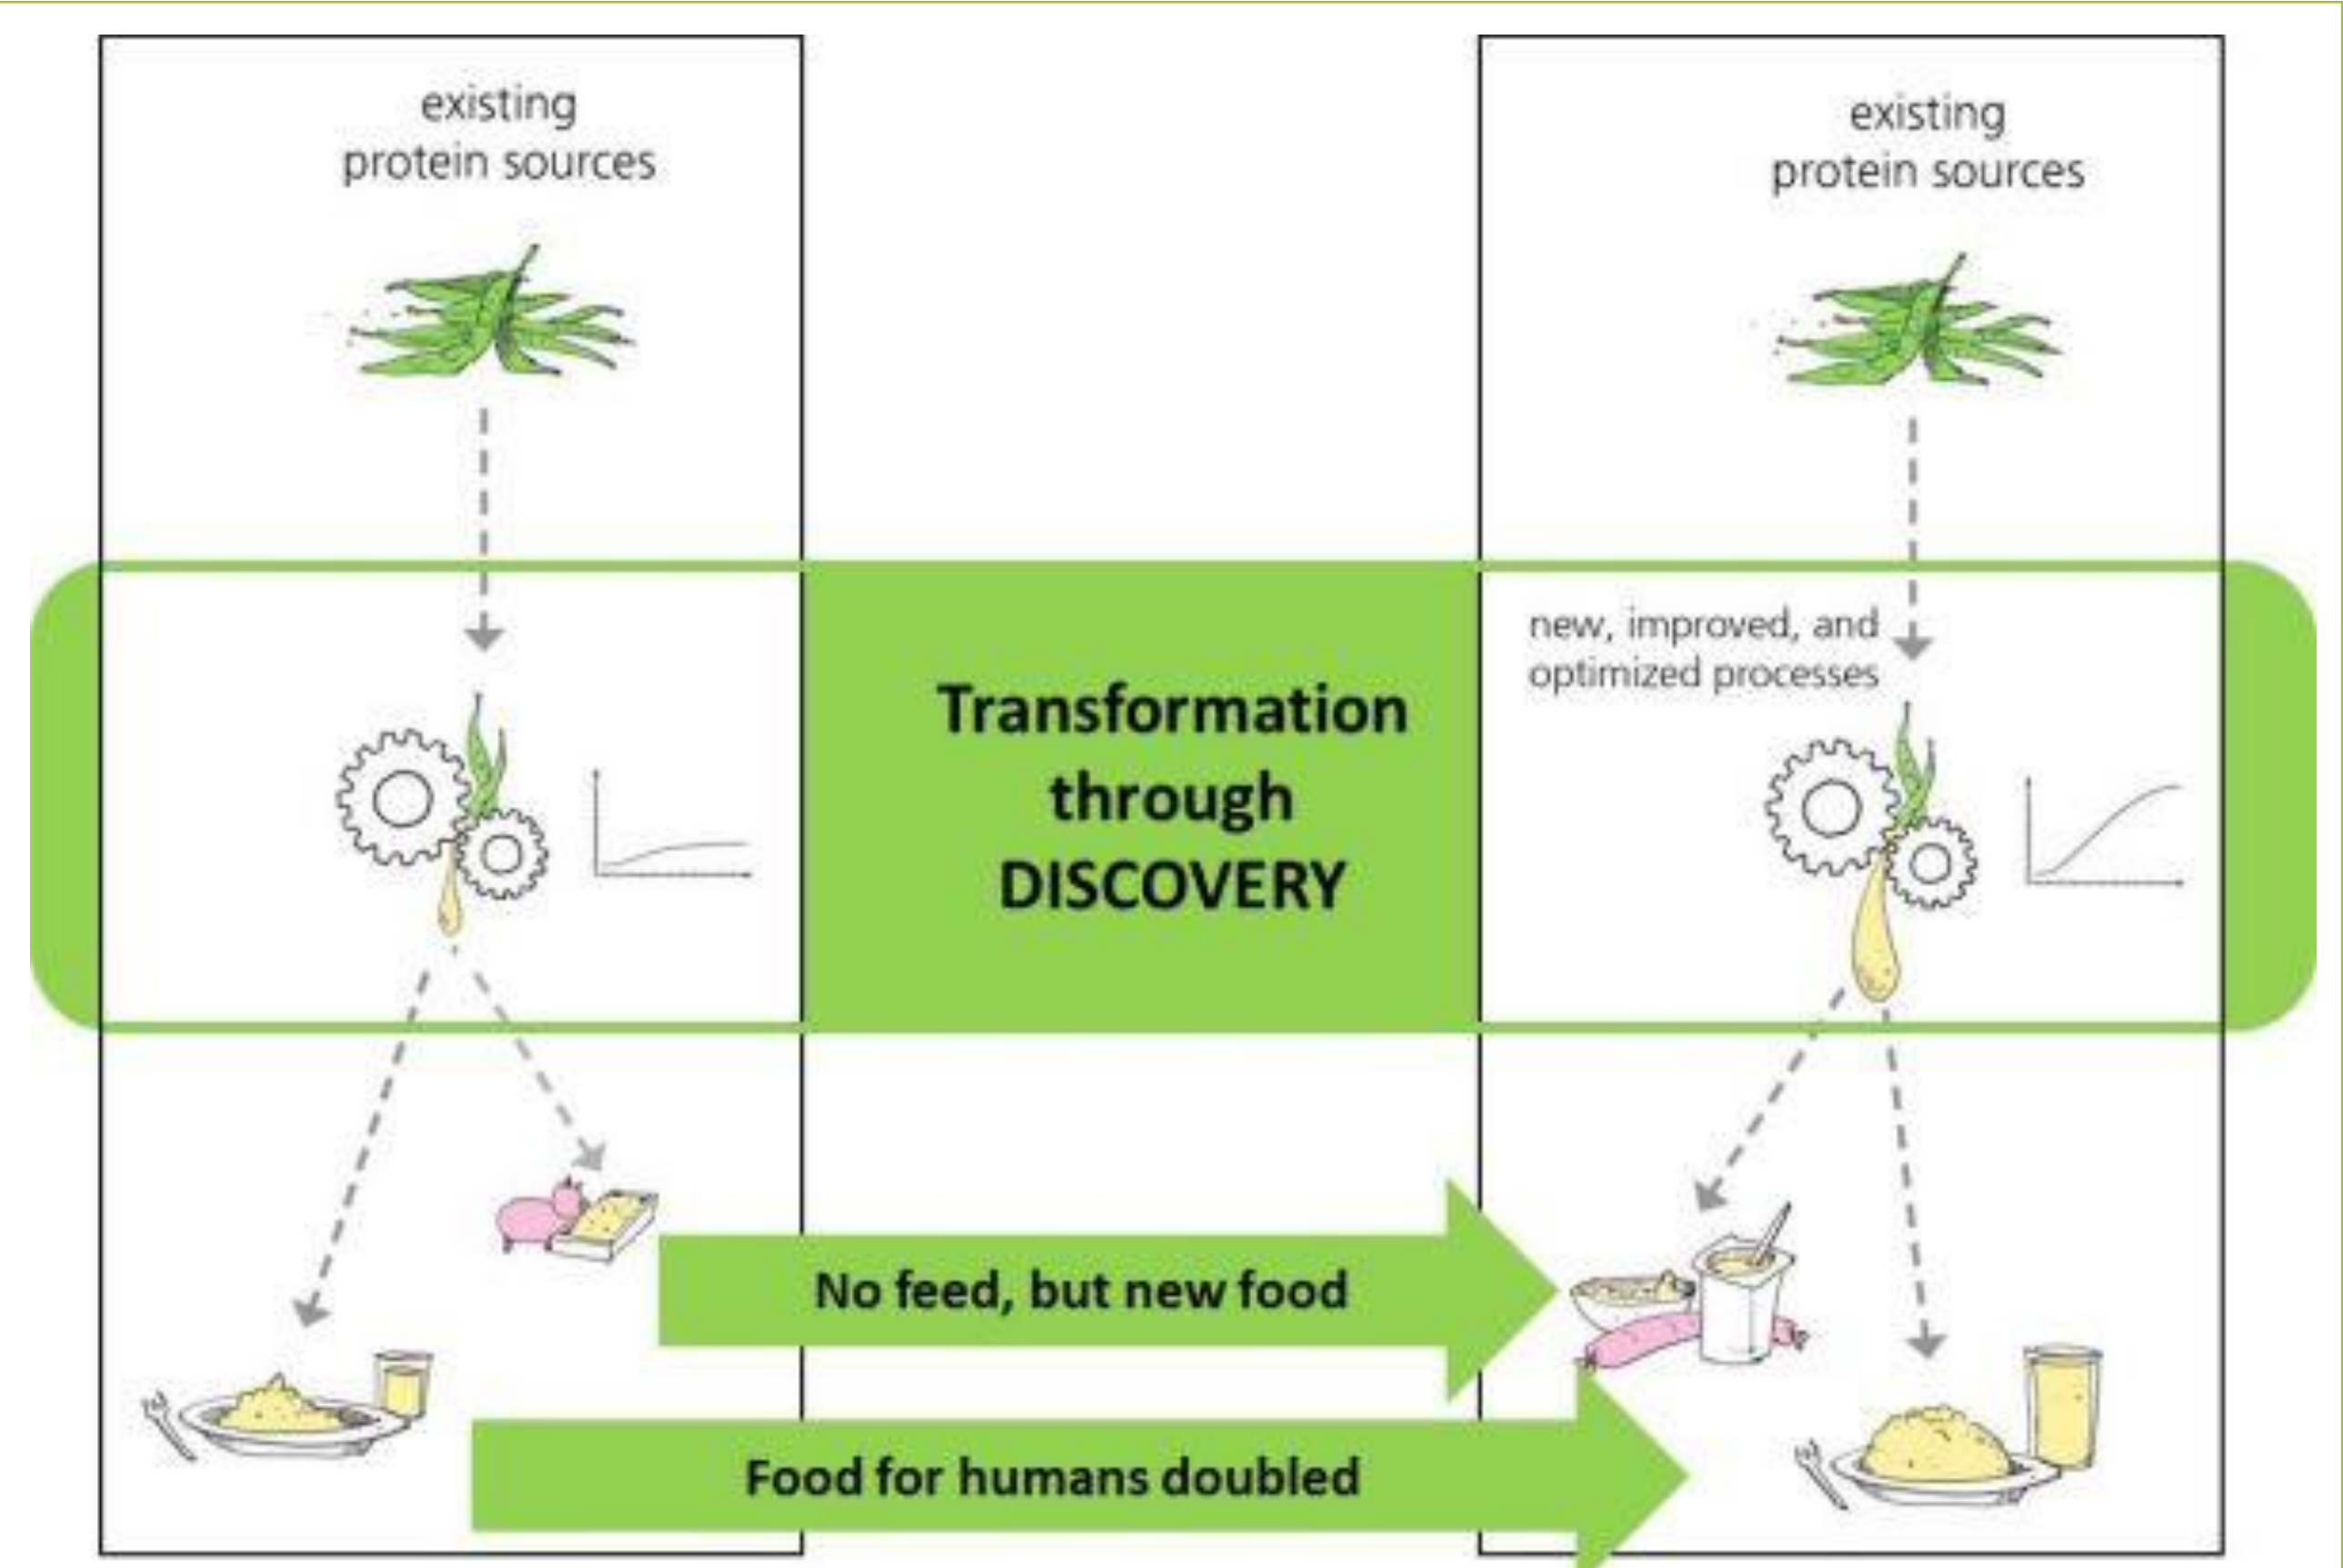 existing
protein sources
existing
protein sources
new, improved, and
optimized processes
Transformation
through
DISCOVERY
No feed, but new food
Food for humans doubled